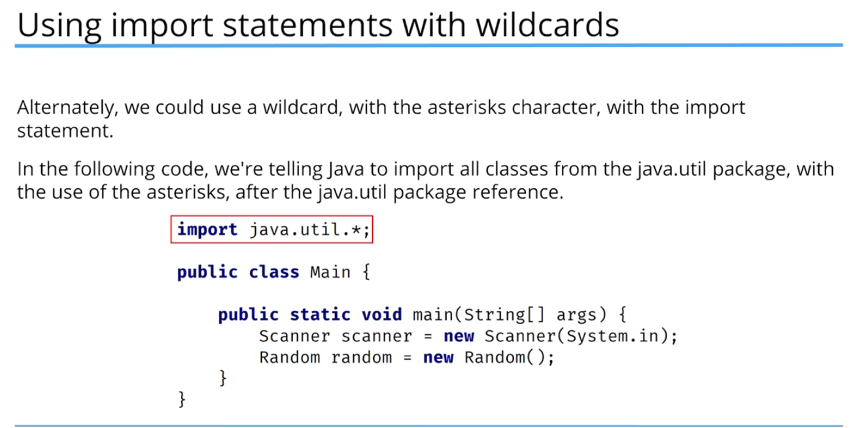 Using import statements with wildcards
Alternately, we could use a wildcard, with the asterisks character, with the import
statement.
In the following code, we're telling Java to import all classes from the java.util package, with
the use of the asterisks, after the java.util package reference.
import java.util.*;
public class Main {
public static void main(String[] args) {
Scanner scanner = new Scanner(System.in);
Random random = new Random();
}
}